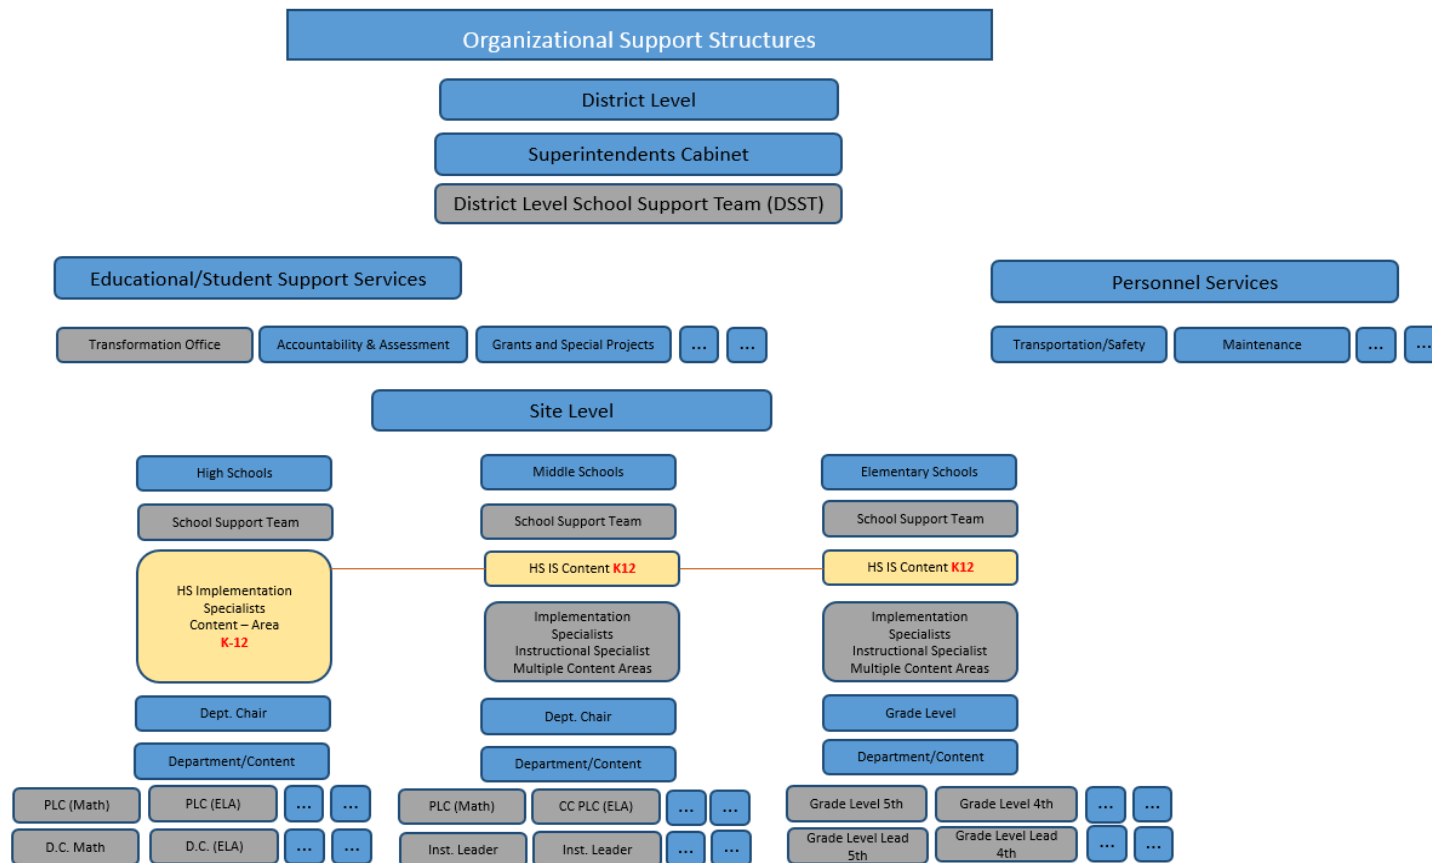 Organizational Support Structures
District Level
Superintendents Cabinet
District Level School Support Team (DSST)
Educational/Student Support Services
Personnel Services
Transformation Office
Accountability & Assessment
Grants and Special Projects
...
...
Transportation/Safety
Maintenance
...
...
Site Level
High Schools
Middle Schools
Elementary Schools
School Support Team
School Support Team
School Support Team
HS Implementation
Specialists
Content – Area
K-12
HS IS Content K12
HS IS Content K12
Implementation
Specialists
Instructional Specialist
Multiple Content Areas
Implementation
Specialists
Instructional Specialist
Multiple Content Areas
Dept. Chair
Dept. Chair
Grade Level
Department/Content
Department/Content
Department/Content
PLC (Math)
PLC (ELA)
...
...
PLC (Math)
CC PLC (ELA)
...
...
Grade Level 5th
Grade Level 4th
...
...
D.C. Math
D.C. (ELA)
...
...
Inst. Leader
Inst. Leader
...
...
Grade Level Lead
5th
Grade Level Lead
4th
...
...